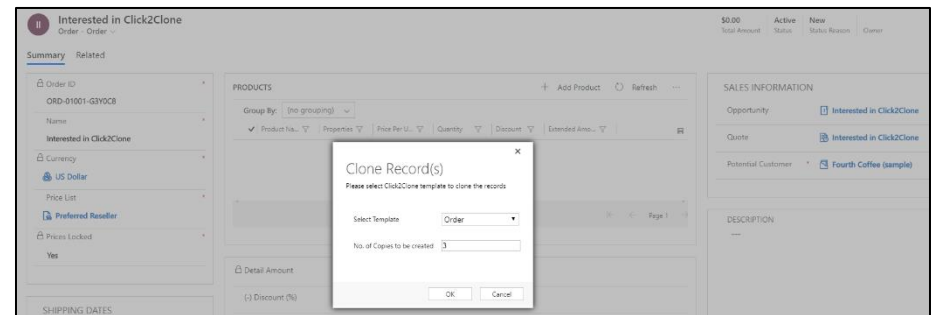 II
Interested in Click2Clone
Order · Order
$0.00 Active New
Total Amount Status Status Reason Owner
Summary Related
Order ID *
ORD-01001-G3Y0C8
Name *
Interested in Click2Clone
Currency *
US Dollar
Price List *
Preferred Reseller
Prices Locked *
Yes
SHIPPING DATES
PRODUCTS
+ Add Product Refresh ...
Group By: (no grouping)
Product Na... Properties Price Per U... Quantity Discount Extended Amo...
Page 1
Detail Amount
(-) Discount (%)
Clone Record(s)
Please select Click2Clone template to clone the records
Select Template Order
No. of Copies to be created 3
OK Cancel
SALES INFORMATION
Opportunity Interested in Click2Clone
Quote Interested in Click2Clone
Potential Customer * Fourth Coffee (sample)
DESCRIPTION
---